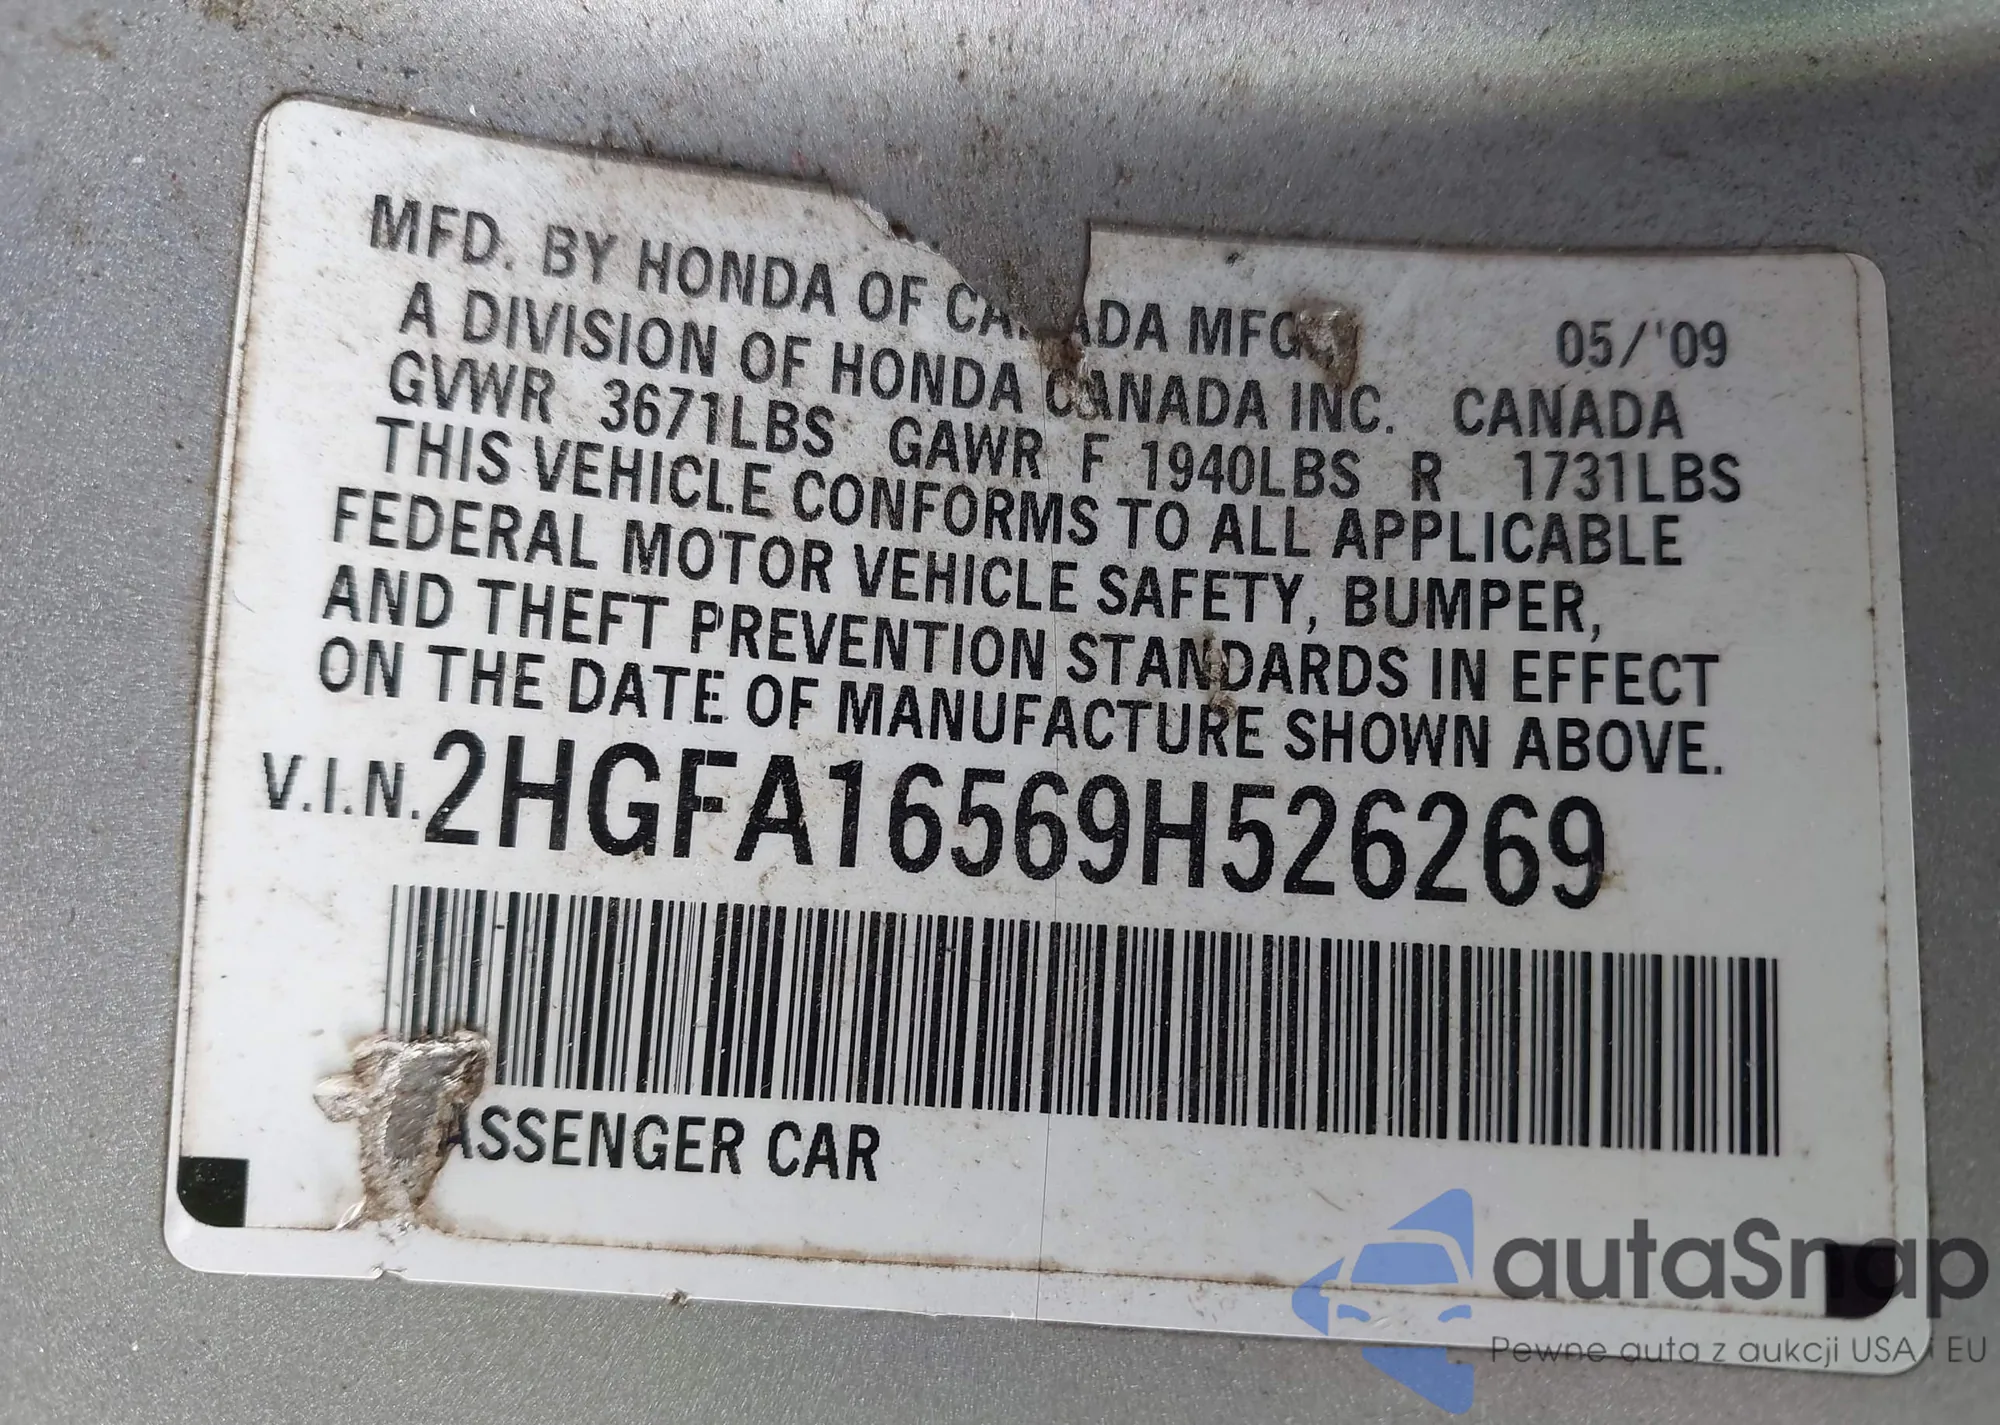 MFD. BY HONDA OF CANADA MFG. 05/'09
A DIVISION OF HONDA CANADA INC. CANADA
GVWR 3671LBS GAWR F 1940LBS R 1731LBS
THIS VEHICLE CONFORMS TO ALL APPLICABLE
FEDERAL MOTOR VEHICLE SAFETY, BUMPER,
AND THEFT PREVENTION STANDARDS IN EFFECT
ON THE DATE OF MANUFACTURE SHOWN ABOVE.
V.I.N. 2HGFA16569H526269
ASSENGER CAR
autaSnap
Pewne auta z aukcji USA i EU